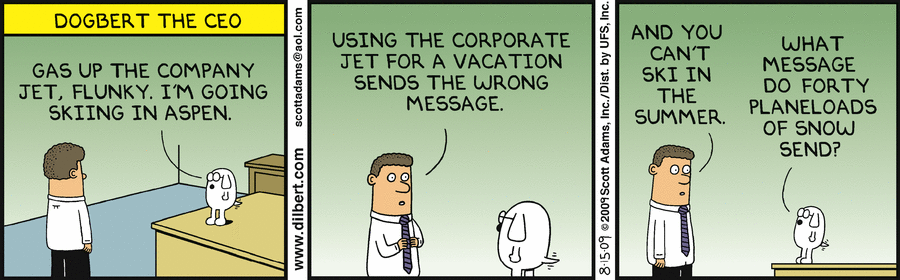 DOGBERT THE CEO
GAS UP THE COMPANY
JET, FLUNKY. I'M GOING
SKIING IN ASPEN.
www.dilbert.com scottadams@aol.com
USING THE CORPORATE
JET FOR A VACATION
SENDS THE WRONG
MESSAGE.
8-15-09 ©2009 Scott Adams, Inc./Dist. by UFS, Inc.
AND YOU
CAN'T
SKI IN
THE
SUMMER.
WHAT
MESSAGE
DO FORTY
PLANELOADS
OF SNOW
SEND?